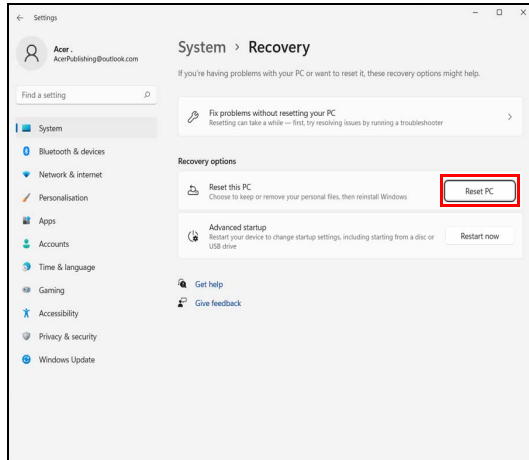 Settings
Acer .
AcerPublishing@outlook.com
Find a setting
System
Bluetooth & devices
Network & internet
Personalisation
Apps
Accounts
Time & language
Gaming
Accessibility
Privacy & security
Windows Update
System > Recovery
If you're having problems with your PC or want to reset it, these recovery options might help.
Fix problems without resetting your PC
Resetting can take a while — first, try resolving issues by running a troubleshooter
Recovery options
Reset this PC
Choose to keep or remove your personal files, then reinstall Windows
Reset PC
Advanced startup
Restart your device to change startup settings, including starting from a disc or
USB drive
Restart now
Get help
Give feedback